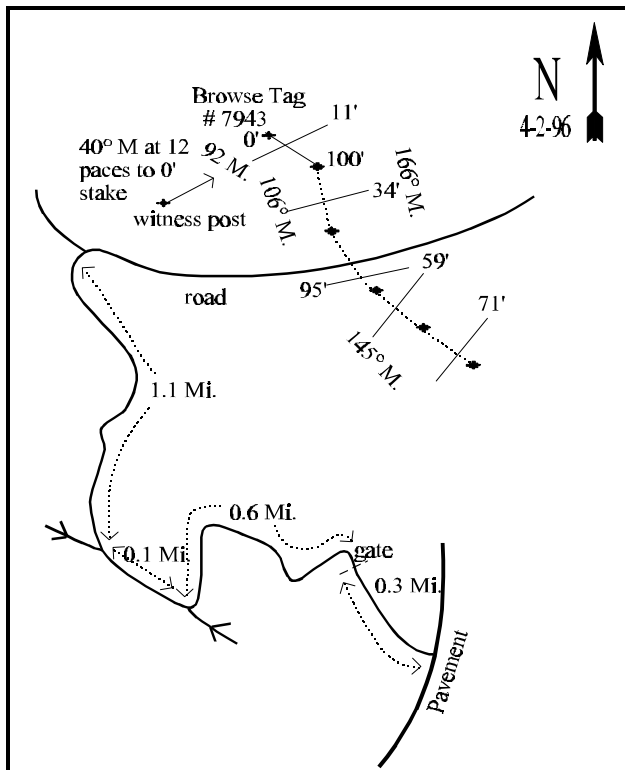 Browse Tag
# 7943
0'
11'
N
4-2-96
40° M at 12
paces to 0'
stake
92 M.
100'
166° M.
106° M.
34'
witness post
road
59'
95'
71'
145° M.
1.1 Mi.
0.6 Mi.
0.1 Mi.
gate
0.3 Mi.
Pavement